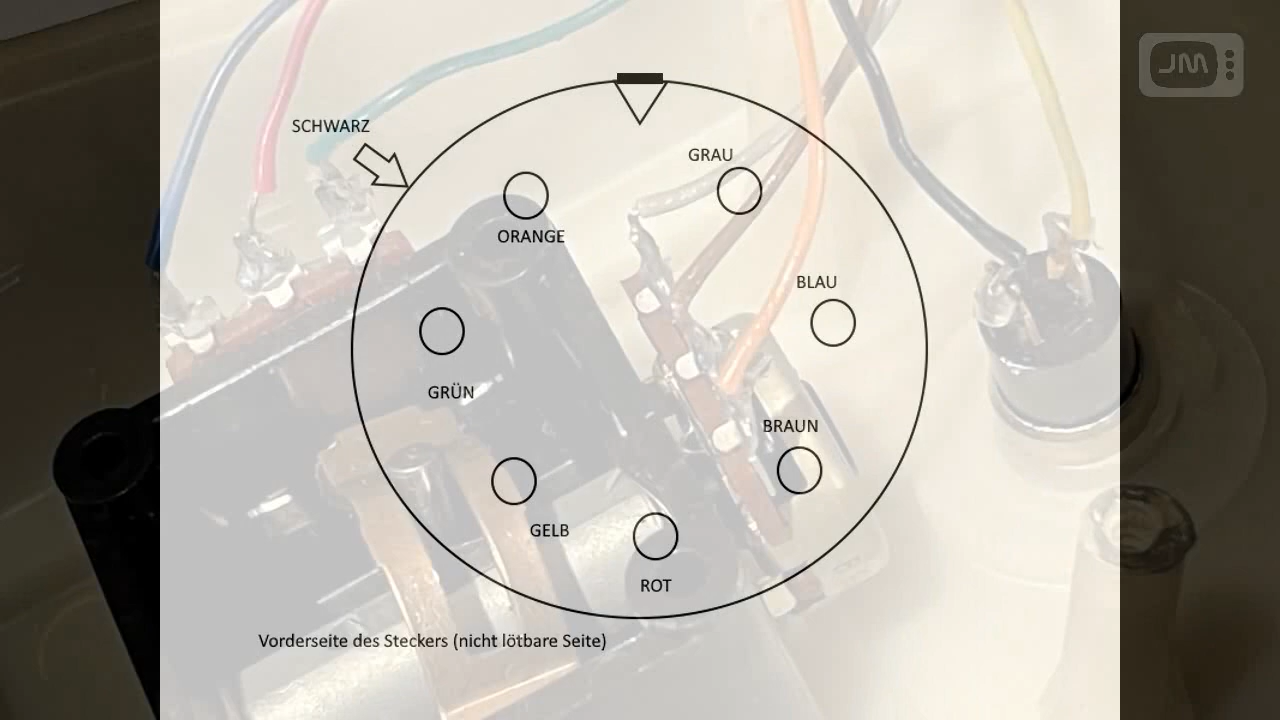 JM
SCHWARZ
GRAU
ORANGE
BLAU
GRÜN
BRAUN
GELB
ROT
Vorderseite des Steckers (nicht lötbare Seite)